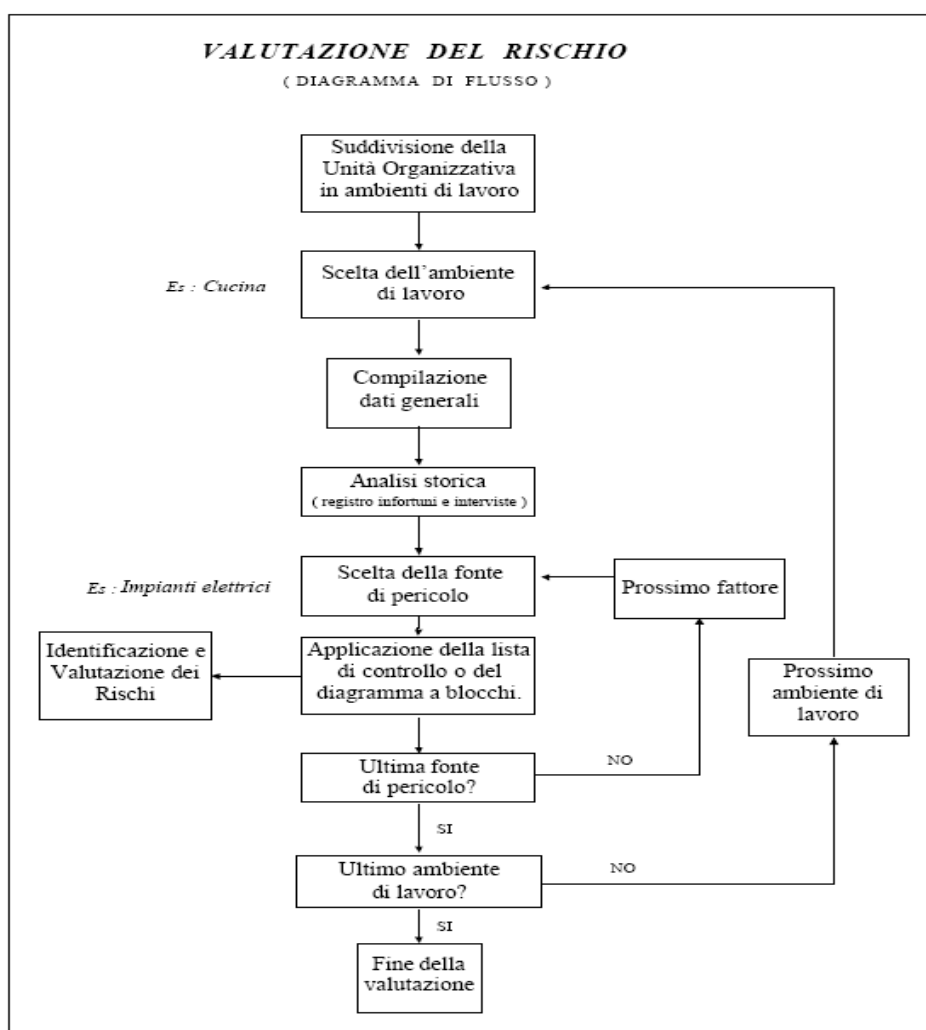 VALUTAZIONE DEL RISCHIO
( DIAGRAMMA DI FLUSSO )
Suddivisione della
Unità Organizzativa
in ambienti di lavoro
Es : Cucina
Scelta dell'ambiente
di lavoro
Compilazione
dati generali
Analisi storica
( registro infortuni e interviste )
Es : Impianti elettrici
Scelta della fonte
di pericolo
Prossimo fattore
Identificazione e
Valutazione dei
Rischi
Applicazione della lista
di controllo o del
diagramma a blocchi.
Prossimo
ambiente di
lavoro
Ultima fonte
di pericolo?
NO
SI
Ultimo ambiente
di lavoro?
NO
SI
Fine della
valutazione